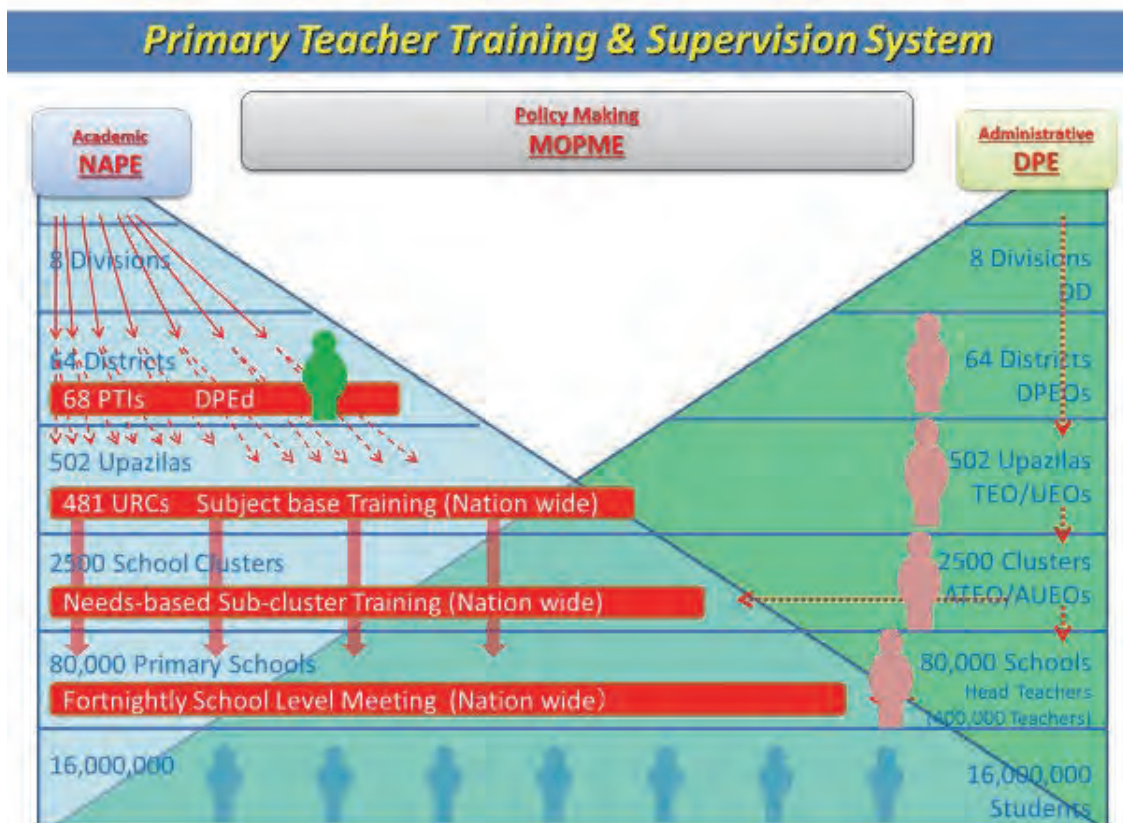 Primary Teacher Training & Supervision System
Policy Making
MOPME
Academic
NAPE
Administrative
DPE
8 Divisions
64 Districts
68 PTIs DPEd
502 Upazilas
481 URCs Subject base Training (Nation wide)
2500 School Clusters
Needs-based Sub-cluster Training (Nation wide)
80,000 Primary Schools
Fortnightly School Level Meeting (Nation wide)
16,000,000
8 Divisions
DD
64 Districts
DPEOs
502 Upazilas
TEO/UEOs
2500 Clusters
ATEO/AUEOs
80,000 Schools
Head Teachers
(400,000 Teachers)
16,000,000
Students